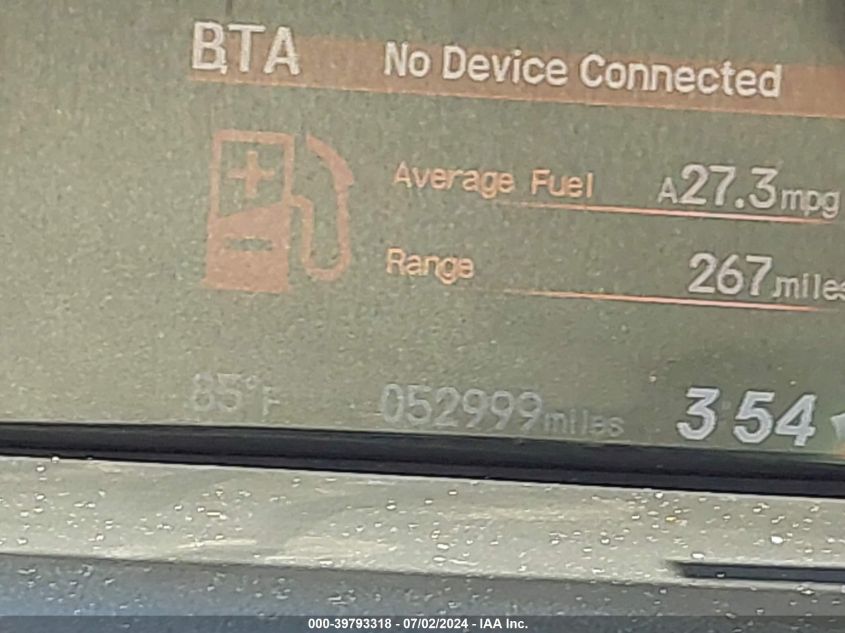 BTA No Device Connected
Average Fuel A27.3mpg
Range 267miles
85°F 052999miles 3:54
000-39793318 - 07/02/2024 - IAA Inc.